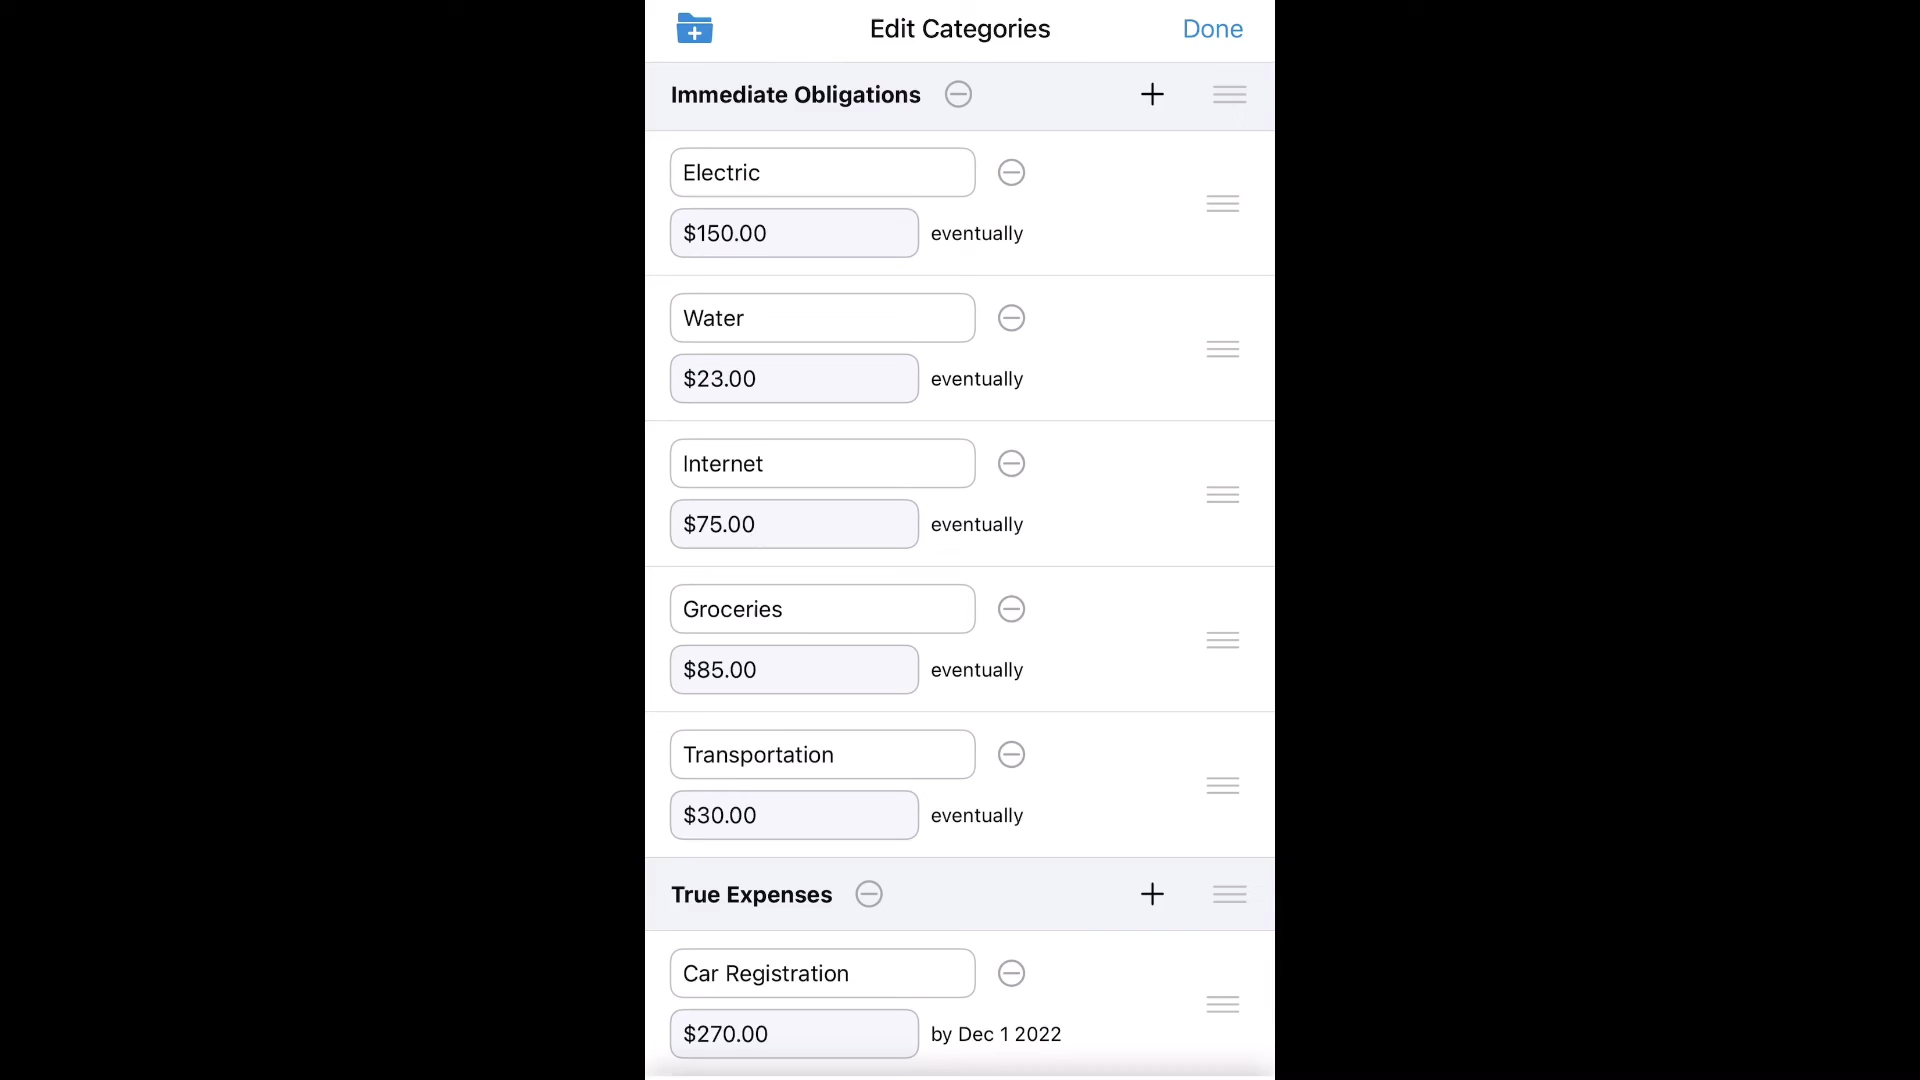 Edit Categories
Done
Immediate Obligations
Electric
$150.00 eventually
Water
$23.00 eventually
Internet
$75.00 eventually
Groceries
$85.00 eventually
Transportation
$30.00 eventually
True Expenses
Car Registration
$270.00 by Dec 1 2022